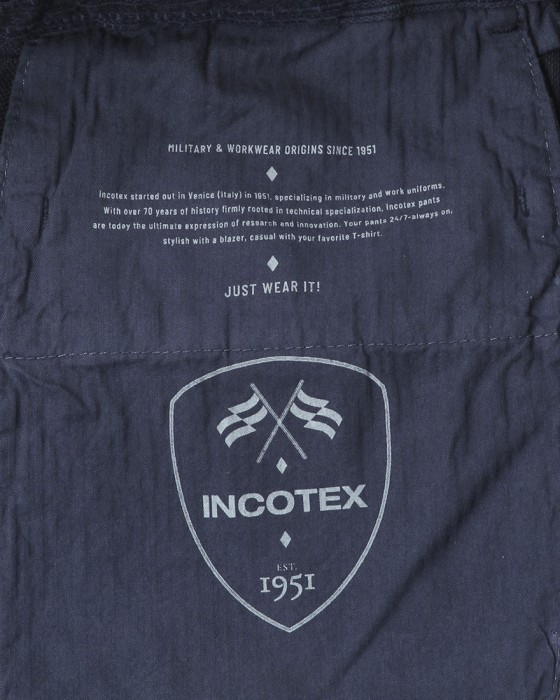 MILITARY & WORKWEAR ORIGINS SINCE 1951
Incotex started out in Venice (Italy) in 1951, specializing in military and work uniforms.
With over 70 years of history firmly rooted in technical specialization, Incotex pants
are today the ultimate expression of research and innovation. Your pants 24/7-always on,
stylish with a blazer, casual with your favorite T-shirt.
JUST WEAR IT!
INCOTEX
EST.
1951